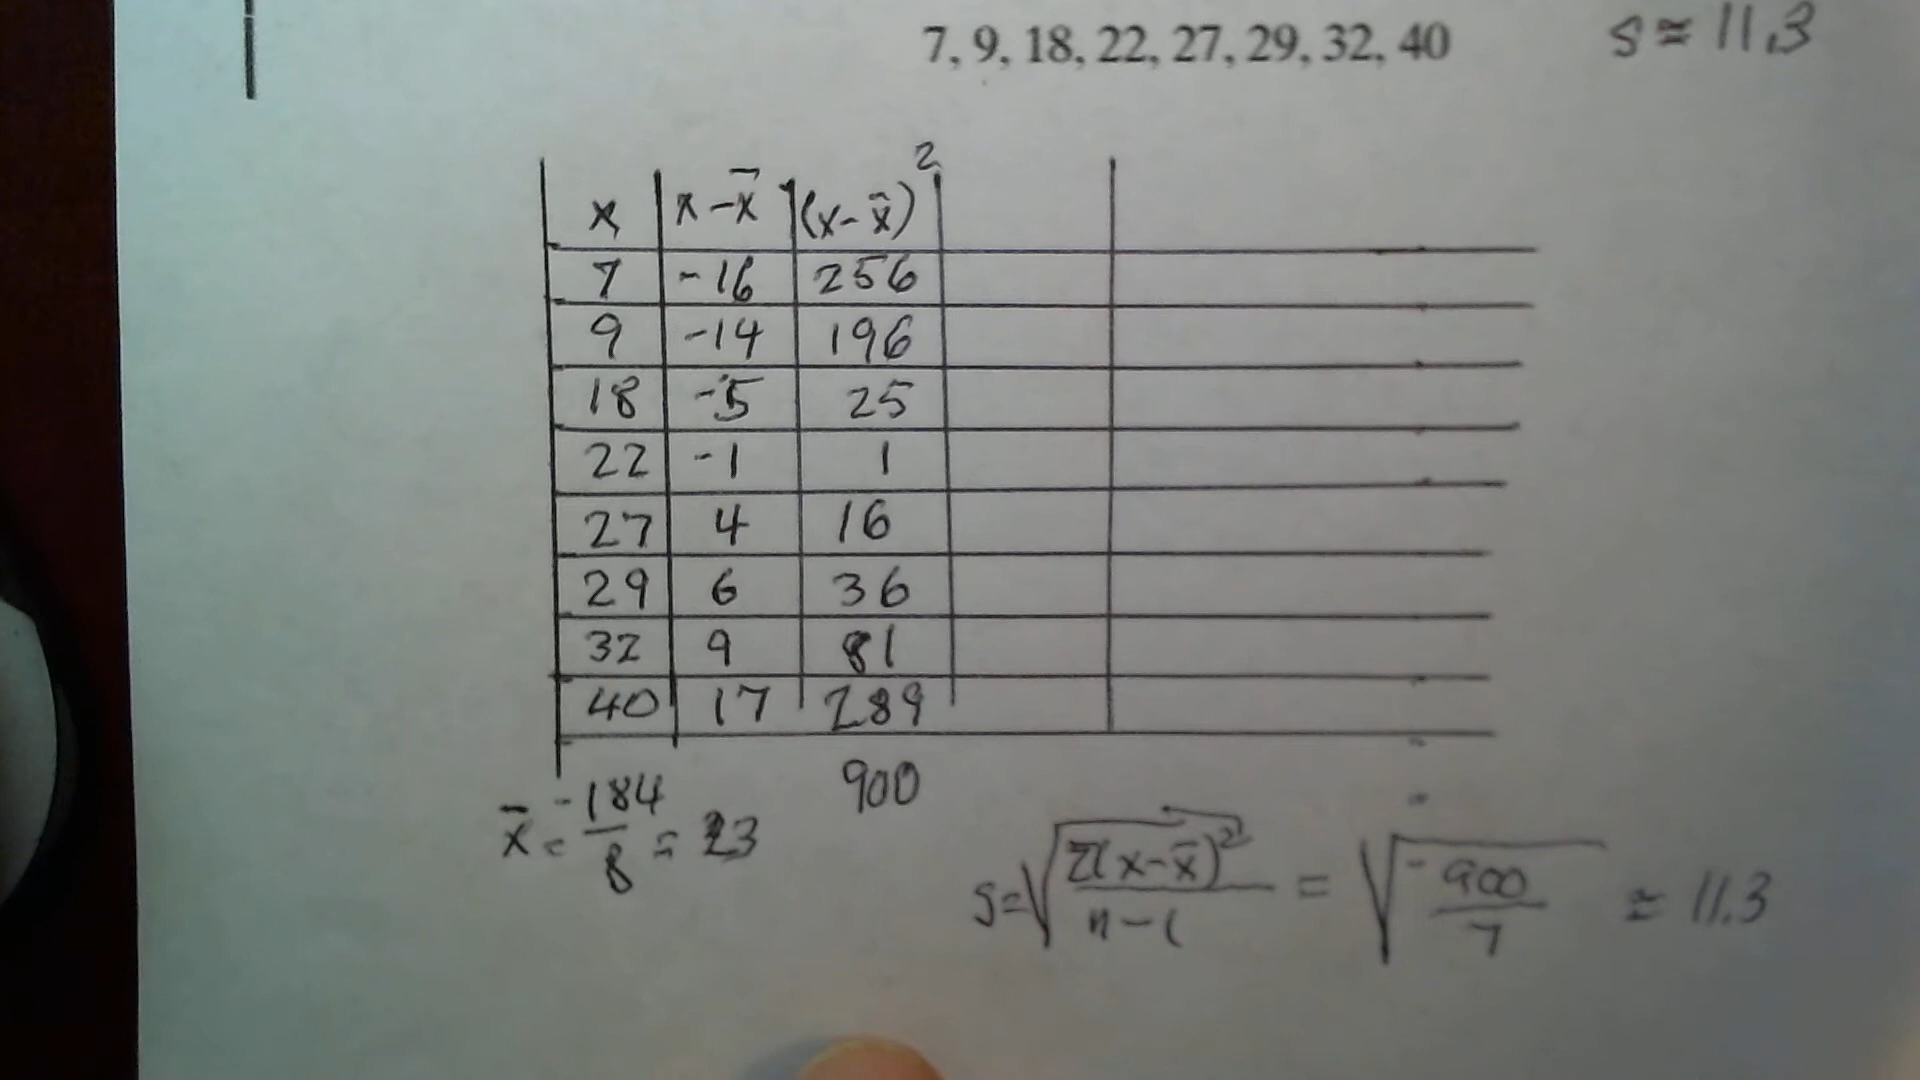 7, 9, 18, 22, 27, 29, 32, 40 s ≈ 11.3
x x - x̄ (x - x̄)²
7 -16 256
9 -14 196
18 -5 25
22 -1 1
27 4 16
29 6 36
32 9 81
40 17 289
900
x̄ = 184/8 = 23
s = √(Σ(x - x̄)²/(n - 1)) = √(900/7) ≈ 11.3